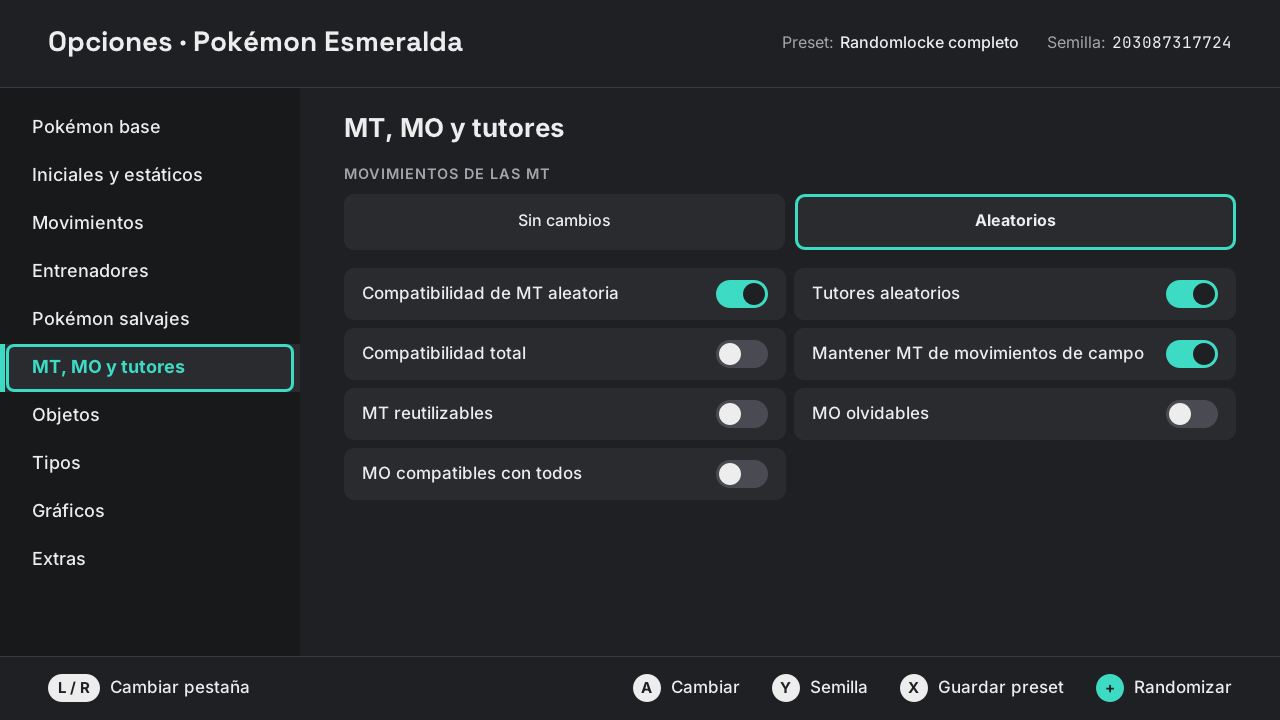 Opciones · Pokémon Esmeralda
Preset: Randomlocke completo
Semilla: 203087317724
Pokémon base
Iniciales y estáticos
Movimientos
Entrenadores
Pokémon salvajes
MT, MO y tutores
Objetos
Tipos
Gráficos
Extras
MT, MO y tutores
MOVIMIENTOS DE LAS MT
Sin cambios
Aleatorios
Compatibilidad de MT aleatoria
Tutores aleatorios
Compatibilidad total
Mantener MT de movimientos de campo
MT reutilizables
MO olvidables
MO compatibles con todos
L / R Cambiar pestaña
A Cambiar
Y Semilla
X Guardar preset
+ Randomizar